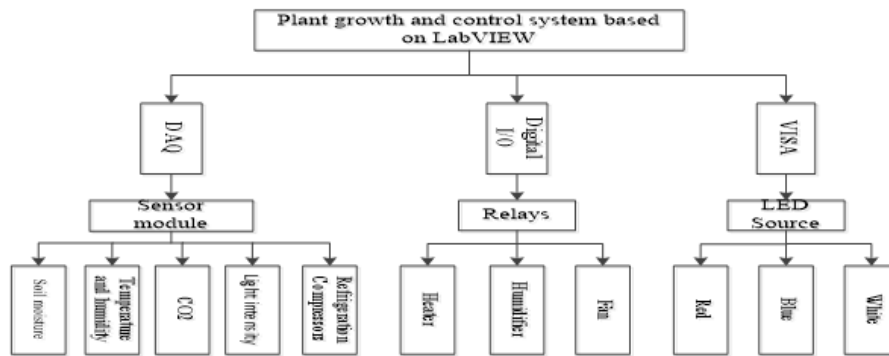 Plant growth and control system based
on LabVIEW
DAQ
Digital
I/O
VISA
Sensor
module
Relays
LED
Source
Soil moisture
Temperature
and humidity
CO2
Light intensity
Refrigeration
Compressor
Heater
Humidifier
Fan
Red
Blue
White